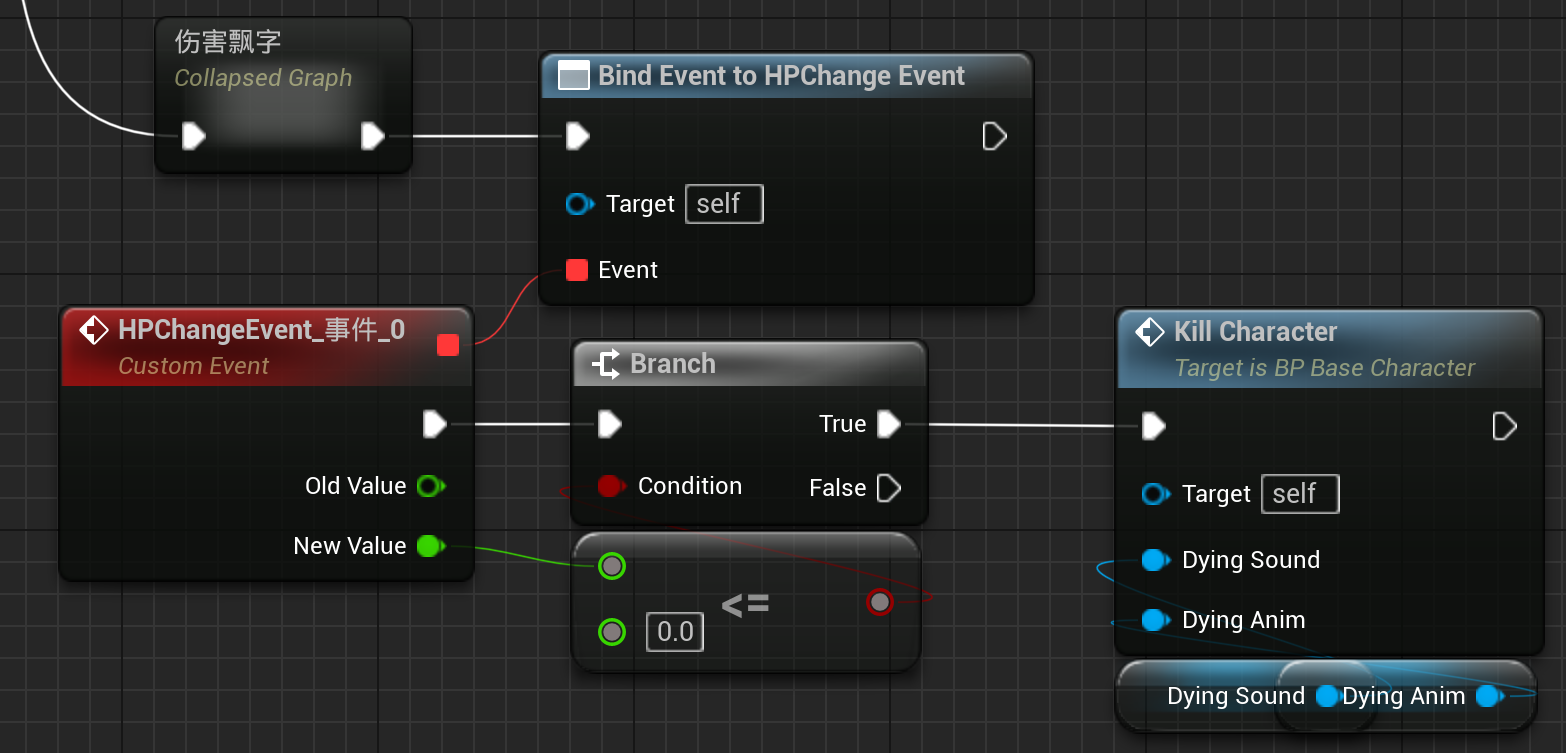 伤害飘字
Collapsed Graph
Bind Event to HPChange Event
Target self
Event
HPChangeEvent_事件_0
Custom Event
Old Value
New Value
Branch
True
Condition
False
<=
0.0
Kill Character
Target is BP Base Character
Target self
Dying Sound
Dying Anim
Dying Sound
Dying Anim